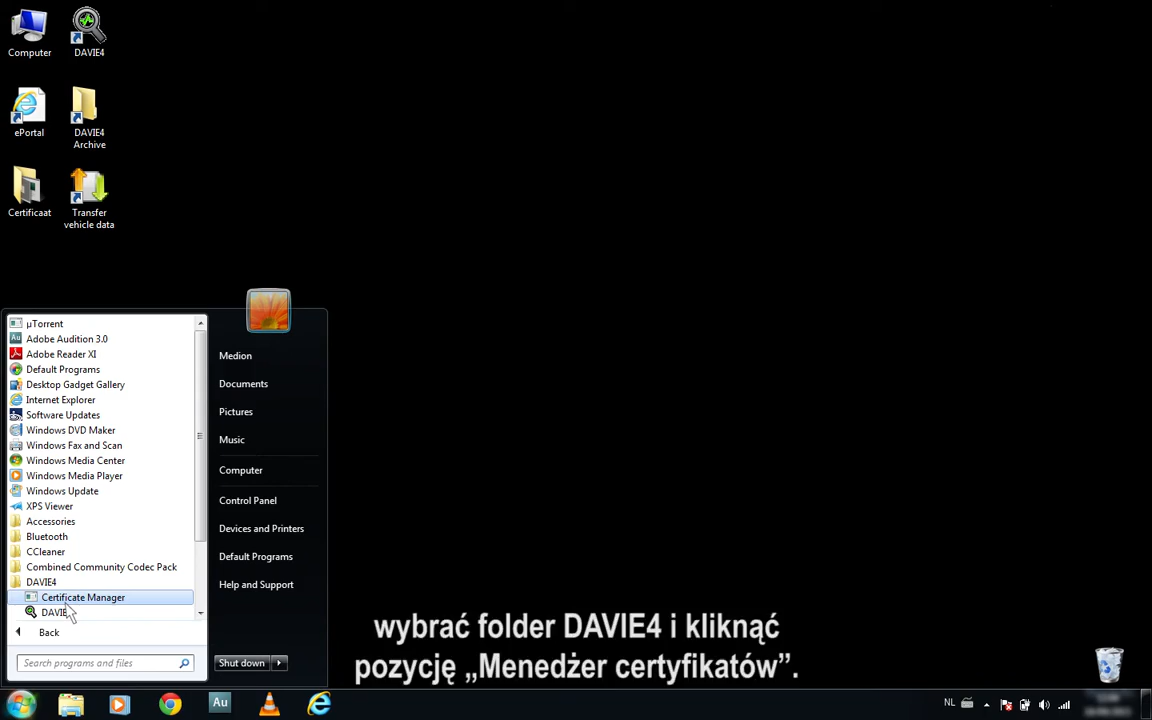 Computer
DAVIE4
ePortal
DAVIE4
Archive
Certificaat
Transfer
vehicle data
µTorrent
Adobe Audition 3.0
Adobe Reader XI
Default Programs
Desktop Gadget Gallery
Internet Explorer
Software Updates
Windows DVD Maker
Windows Fax and Scan
Windows Media Center
Windows Media Player
Windows Update
XPS Viewer
Accessories
Bluetooth
CCleaner
Combined Community Codec Pack
DAVIE4
Certificate Manager
Back
Search programs and files
Medion
Documents
Pictures
Music
Computer
Control Panel
Devices and Printers
Default Programs
Help and Support
Shut down
wybrać folder DAVIE4 i kliknąć
pozycję „Menedżer certyfikatów”.
Au
NL